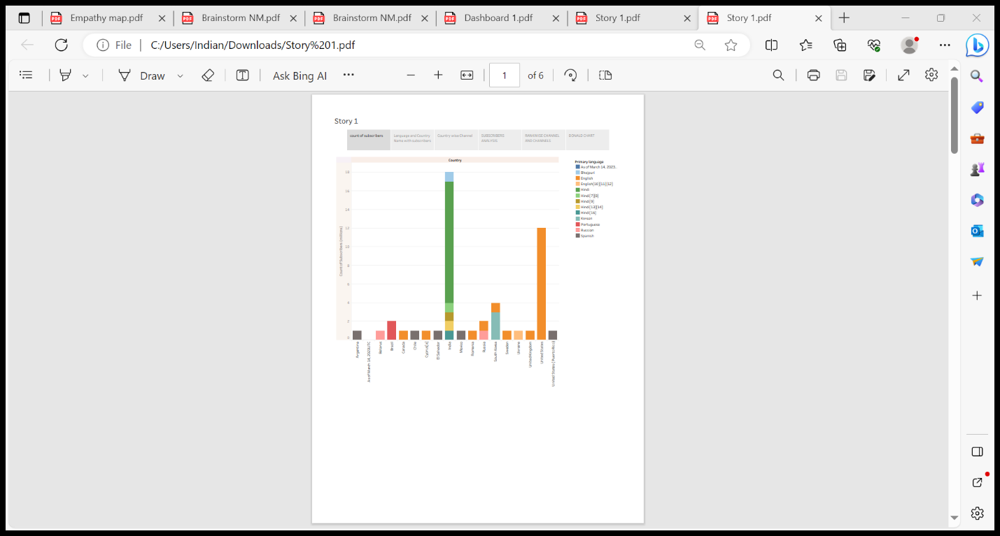 Empathy map.pdf
Brainstorm NM.pdf
Brainstorm NM.pdf
Dashboard 1.pdf
Story 1.pdf
Story 1.pdf
File
C:/Users/Indian/Downloads/Story%201.pdf
Draw
Ask Bing AI
1
of 6
Story 1
count of subscribers
Language and Country
Name with subscribers
Country wise Channel
SUBSCRIBERS
ANALYSIS
RANKWISE CHANNEL
AND CHANNELS
DONALD CHART
Country
Primary language
As of March 14, 2023..
Bhojpuri
English
English[10][11][12]
Hindi
Hindi[7][8]
Hindi[9]
Hindi[13][14]
Hindi[16]
Korean
Portuguese
Russian
Spanish
Count of Subscribers (millions)
18
16
14
12
10
8
6
4
2
0
Argentina
As of March 14, 2023UTC
Belarus
Brazil
Canada
Chile
El Salvador
India
Mexico
Romania
Russia
South Korea
Sweden
Ukraine
United Kingdom
United States
United States ( Puerto Rico)